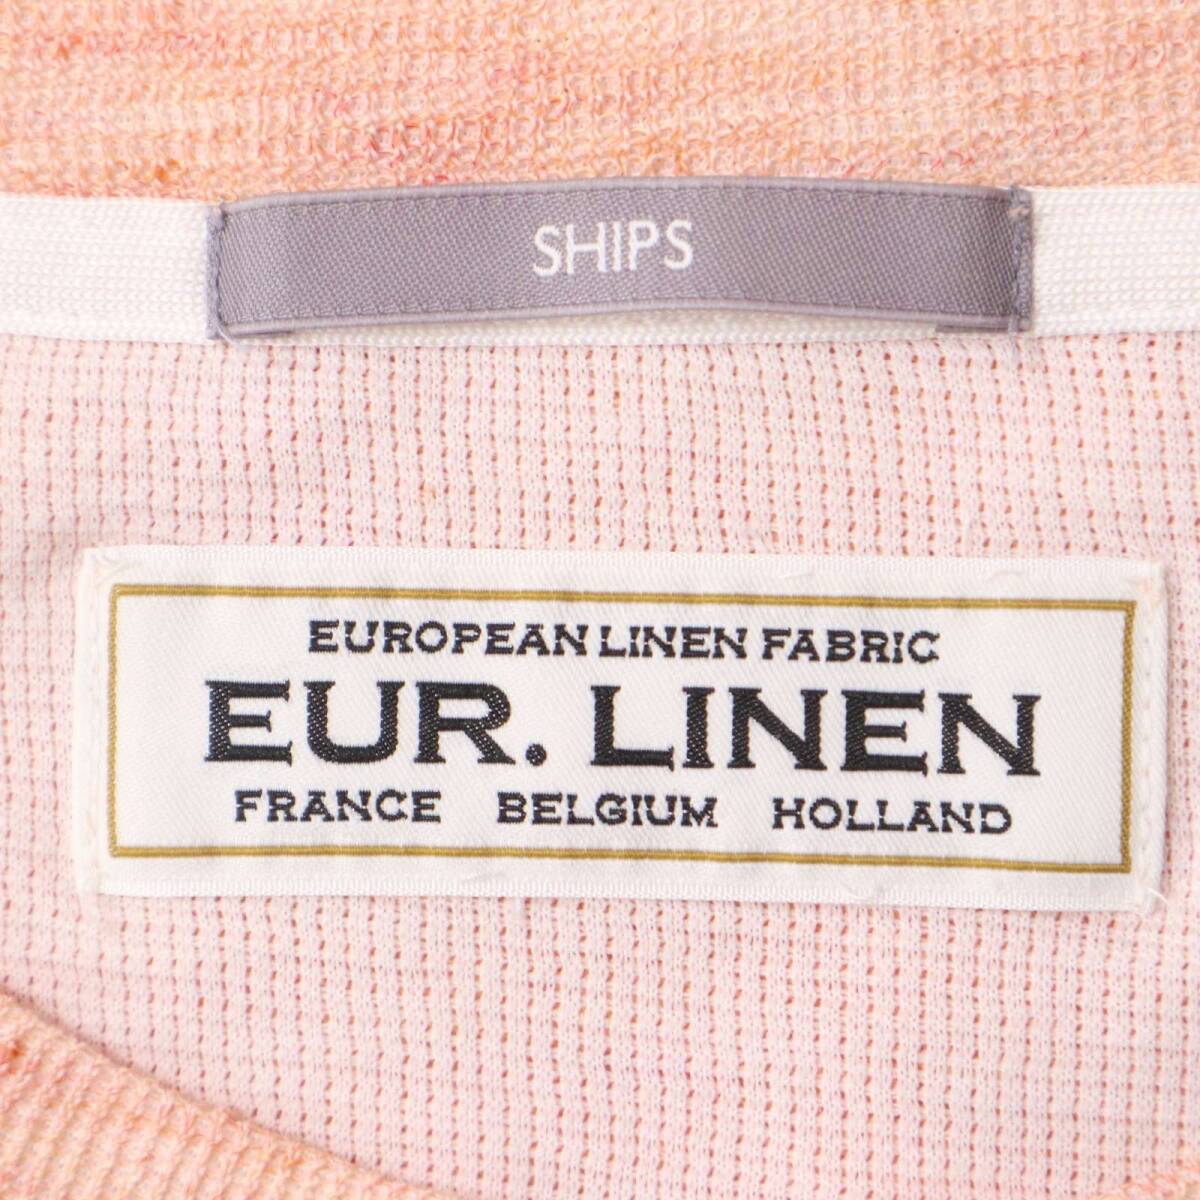 SHIPS
EUROPEAN LINEN FABRIC
EUR. LINEN
FRANCE BELGIUM HOLLAND